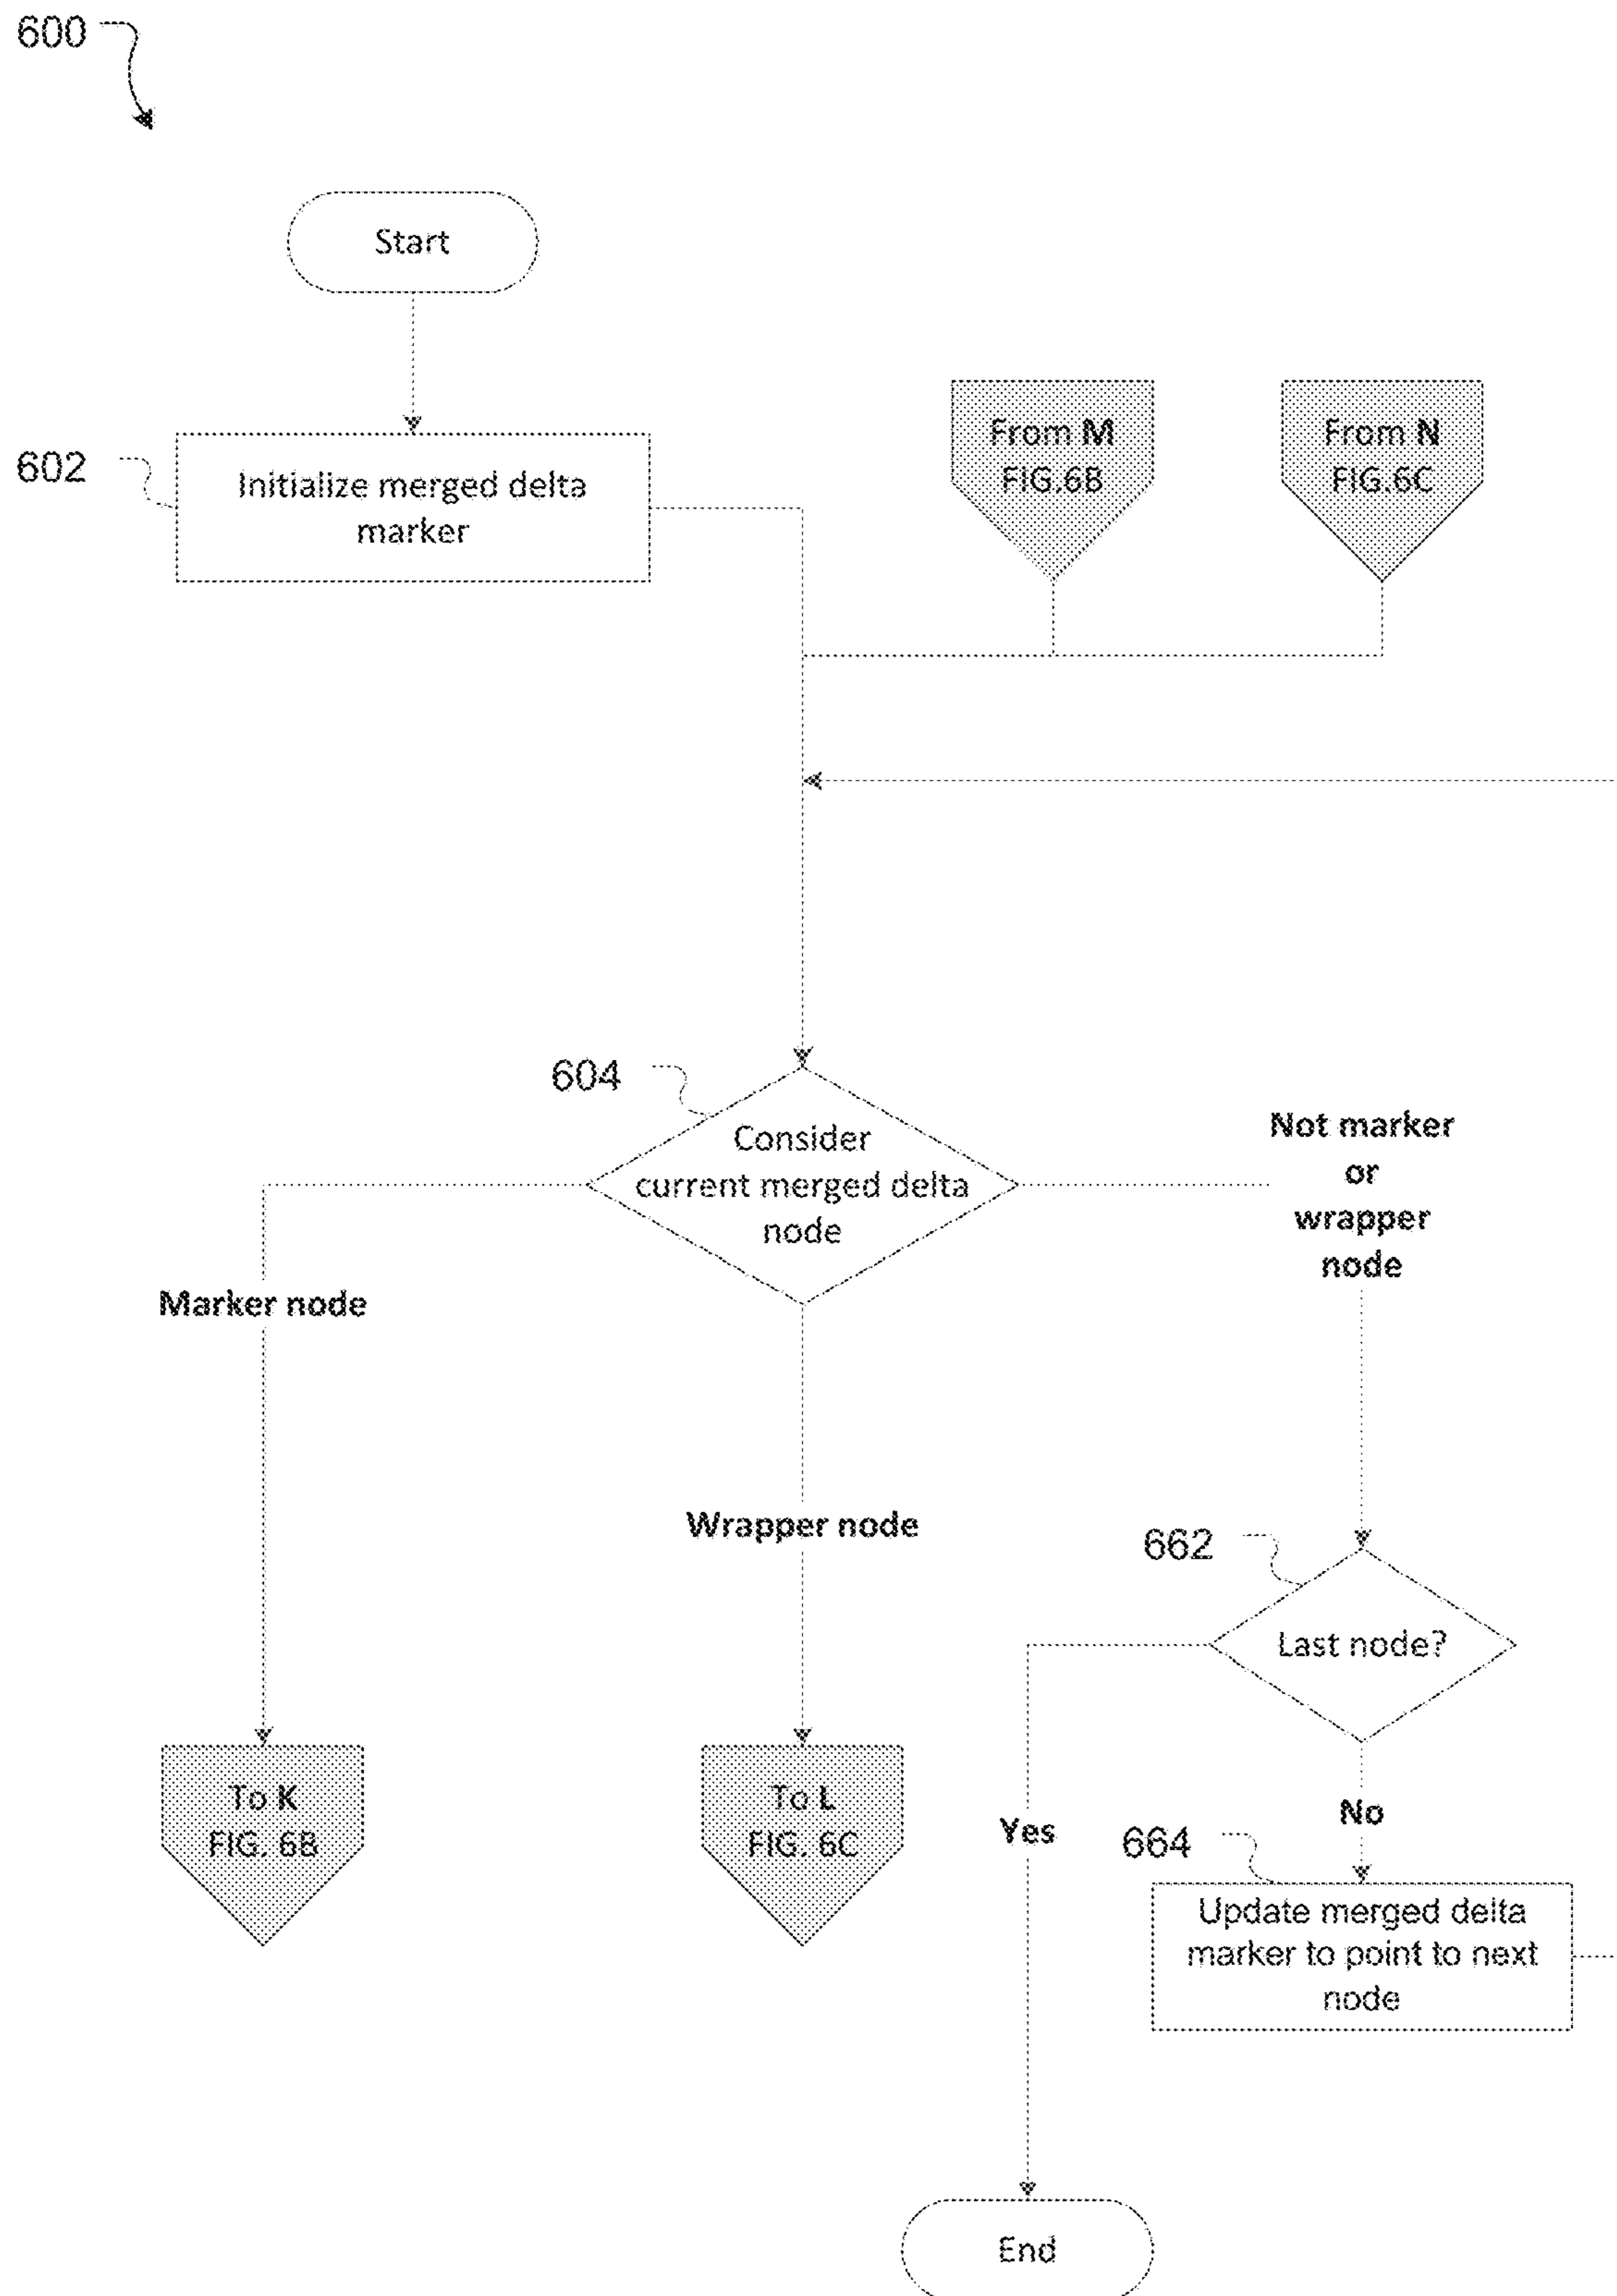 600
Start
602
Initialize merged delta
marker
From M
FIG.6B
From N
FIG.6C
604
Consider
current merged delta
node
Not marker
or
wrapper
node
Marker node
Wrapper node
662
Last node?
To K
FIG. 6B
To L
FIG. 6C
Yes
No
664
Update merged delta
marker to point to next
node
End